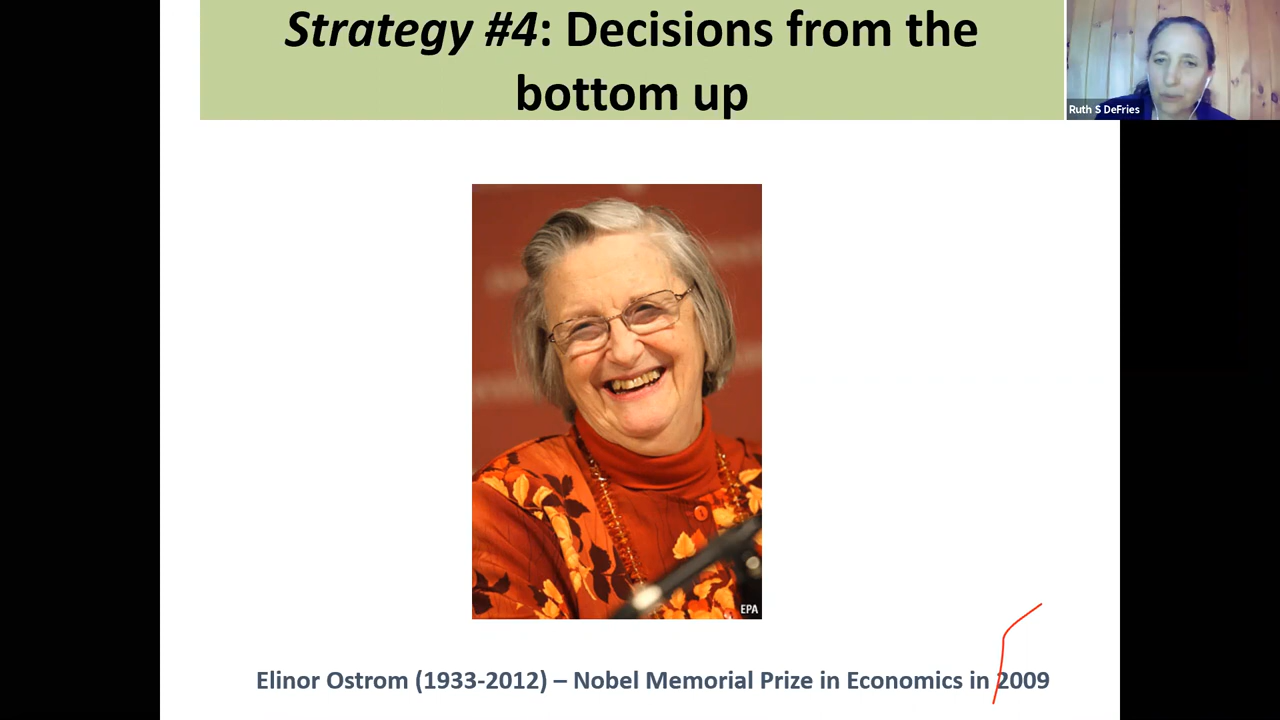 Strategy #4: Decisions from the
bottom up
Ruth S DeFries
EPA
Elinor Ostrom (1933-2012) – Nobel Memorial Prize in Economics in 2009